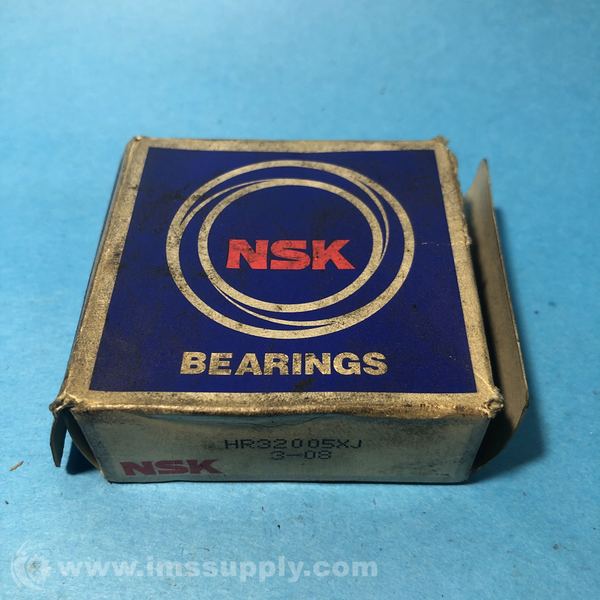 NSK
BEARINGS
HR32005XJ
3-08
NSK
www.imssupply.com